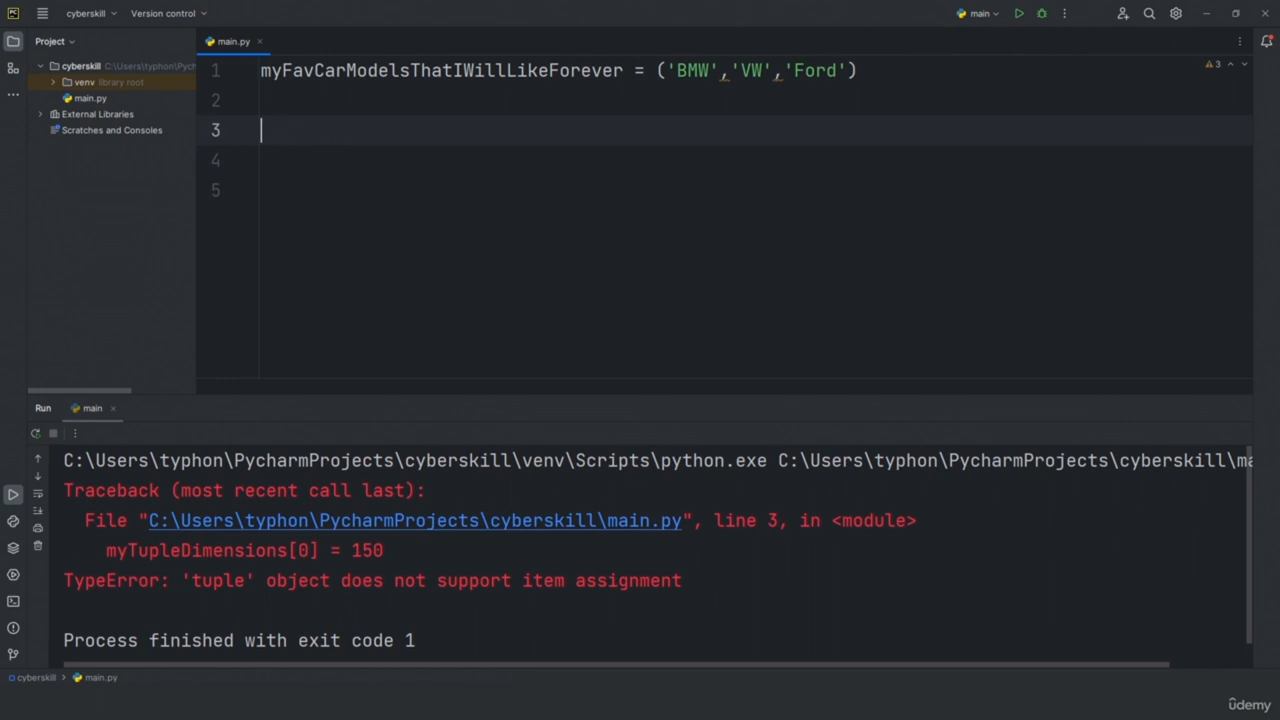 PC cyberskill Version control main
Project
main.py
cyberskill C:\Users\typhon\Pych
venv library root
main.py
External Libraries
Scratches and Consoles
1 myFavCarModelsThatIWillLikeForever = ('BMW','VW','Ford')
2
3
4
5
3
Run main
C:\Users\typhon\PycharmProjects\cyberskill\venv\Scripts\python.exe C:\Users\typhon\PycharmProjects\cyberskill\ma
Traceback (most recent call last):
File "C:\Users\typhon\PycharmProjects\cyberskill\main.py", line 3, in <module>
myTupleDimensions[0] = 150
TypeError: 'tuple' object does not support item assignment
Process finished with exit code 1
cyberskill > main.py
ûdemy